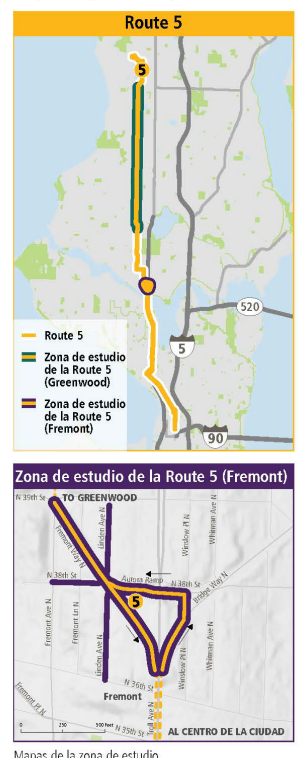 Route 5
5
520
5
90
Route 5
Zona de estudio
de la Route 5
(Greenwood)
Zona de estudio
de la Route 5
(Fremont)
Zona de estudio de la Route 5 (Fremont)
N 39th St
TO GREENWOOD
Fremont Way N
Linden Ave N
Winslow Pl N
Whitman Ave N
N 38th St
Aurora Ramp
N 38th St
Bridge Way N
5
Fremont Ave N
Fremont Ln N
Linden Ave N
Winslow Pl N
Whitman Ave N
N 36th St
Fremont
Fremont Pl N
0 250 500 feet
N 35th St
Troll Ave N
AL CENTRO DE LA CIUDAD
Mapas de la zona de estudio